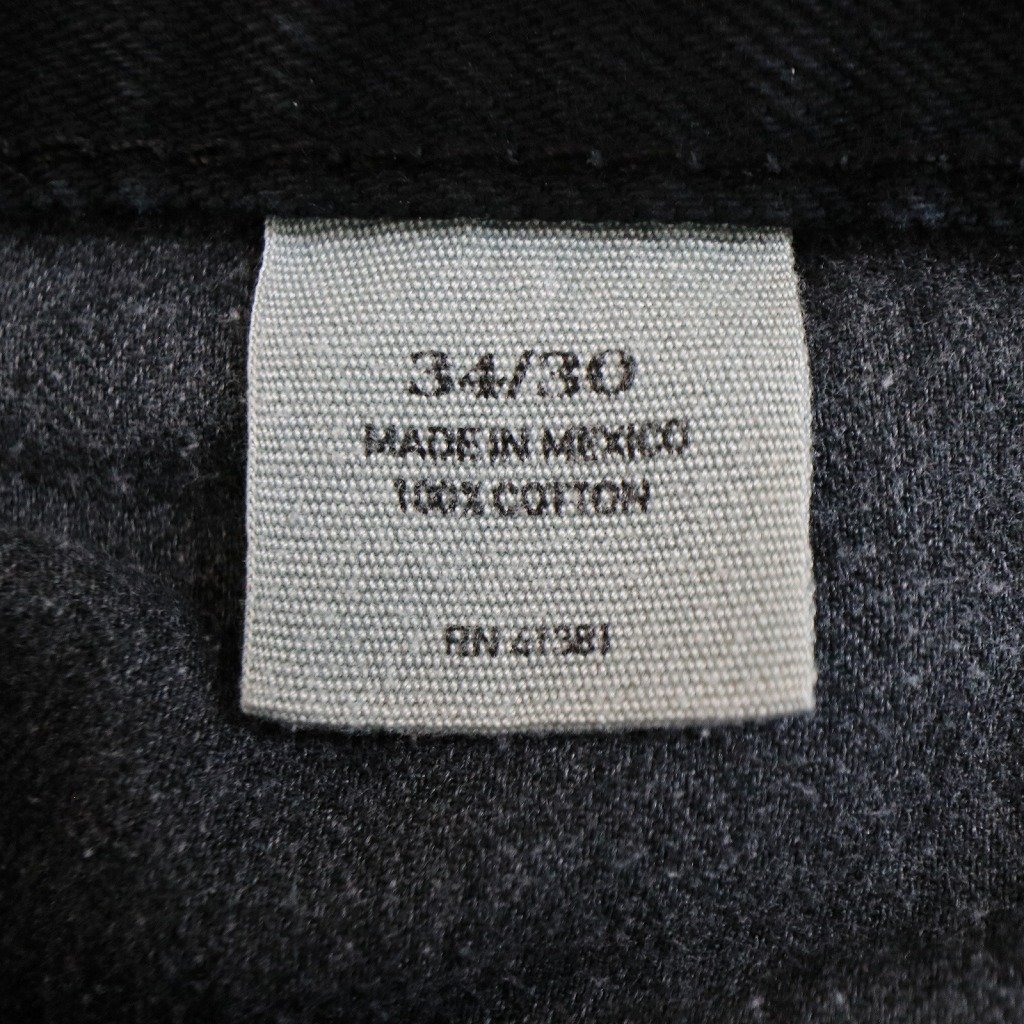 34/30
MADE IN MEXICO
100% COTTON
RN 41381